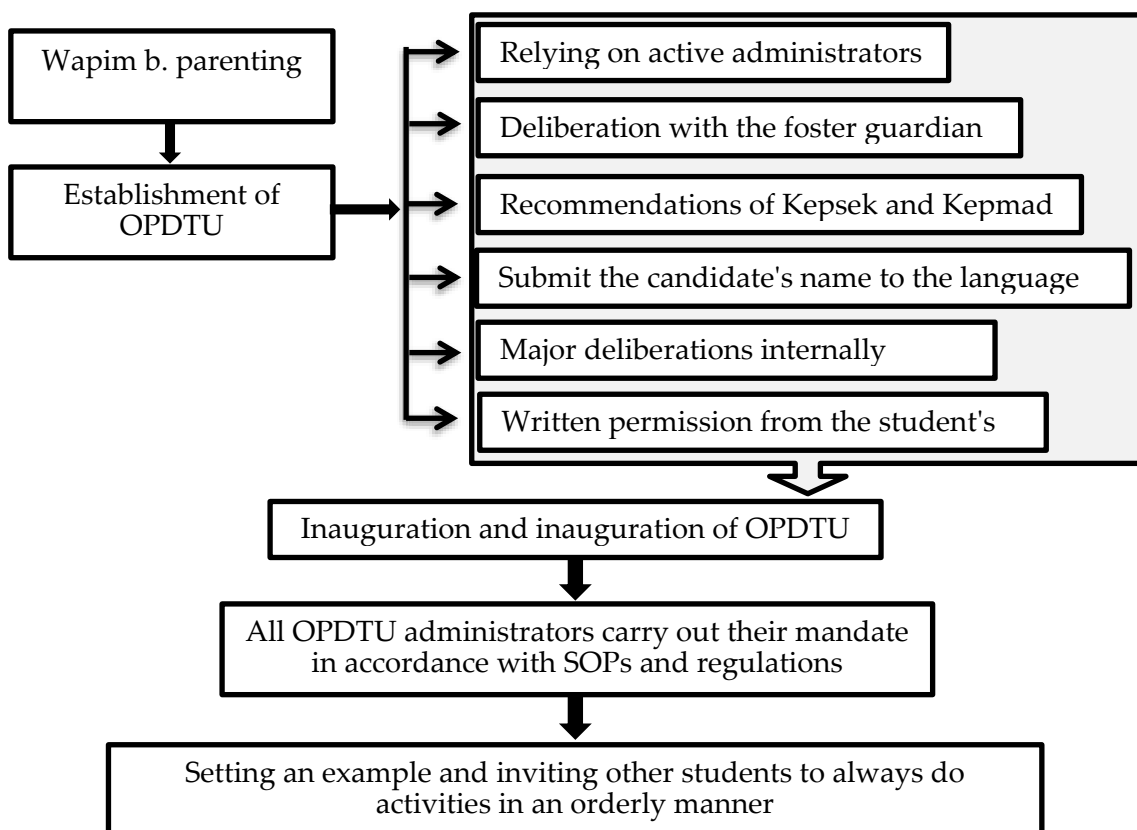 Wapim b. parenting
Establishment of
OPDTU
Relying on active administrators
Deliberation with the foster guardian
Recommendations of Kepsek and Kepmad
Submit the candidate's name to the language
Major deliberations internally
Written permission from the student's
Inauguration and inauguration of OPDTU
All OPDTU administrators carry out their mandate
in accordance with SOPs and regulations
Setting an example and inviting other students to always do
activities in an orderly manner